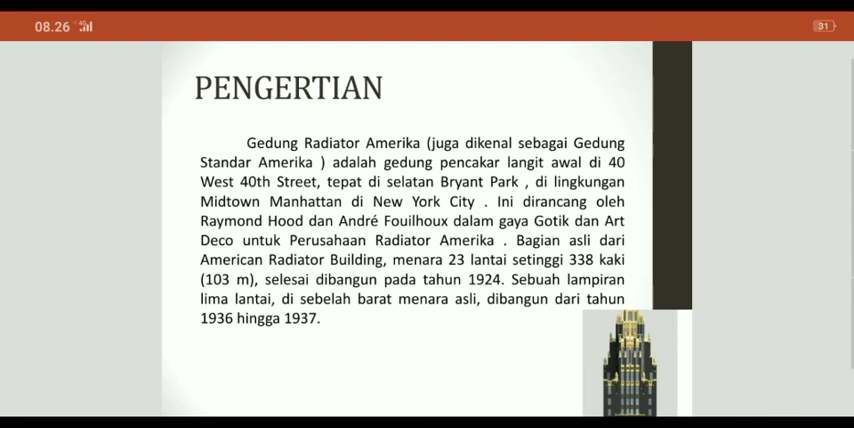 08.26 4G
31
PENGERTIAN
Gedung Radiator Amerika (juga dikenal sebagai Gedung
Standar Amerika ) adalah gedung pencakar langit awal di 40
West 40th Street, tepat di selatan Bryant Park , di lingkungan
Midtown Manhattan di New York City . Ini dirancang oleh
Raymond Hood dan André Fouilhoux dalam gaya Gotik dan Art
Deco untuk Perusahaan Radiator Amerika . Bagian asli dari
American Radiator Building, menara 23 lantai setinggi 338 kaki
(103 m), selesai dibangun pada tahun 1924. Sebuah lampiran
lima lantai, di sebelah barat menara asli, dibangun dari tahun
1936 hingga 1937.